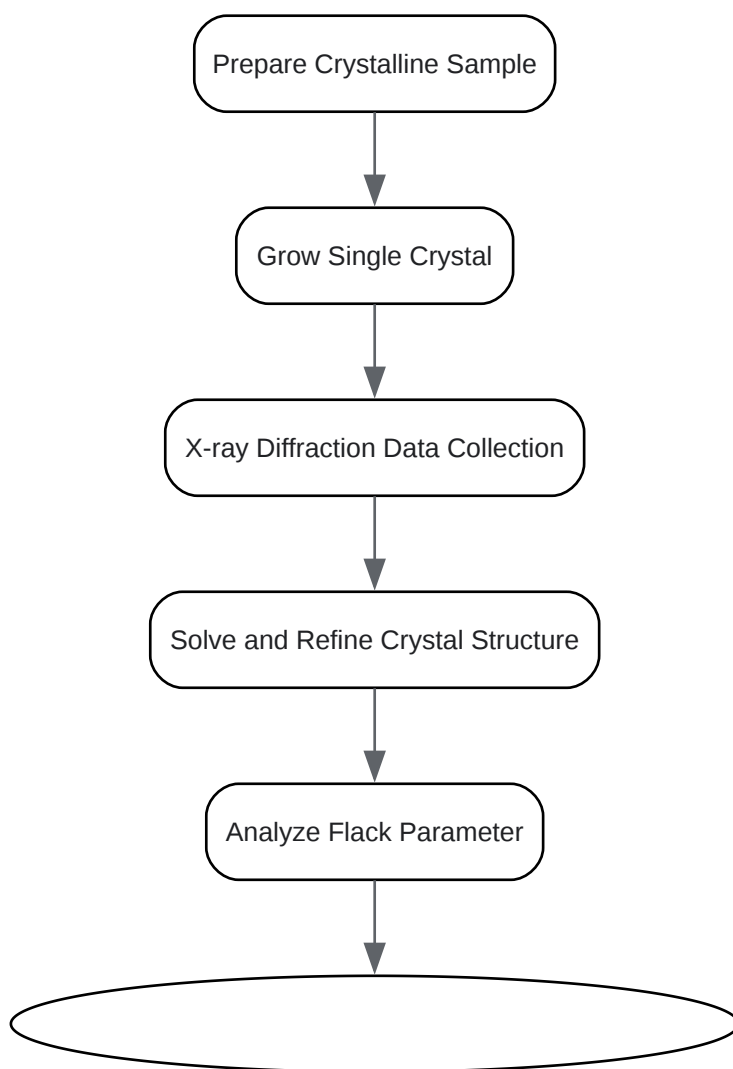 Prepare Crystalline Sample
Grow Single Crystal
X-ray Diffraction Data Collection
Solve and Refine Crystal Structure
Analyze Flack Parameter